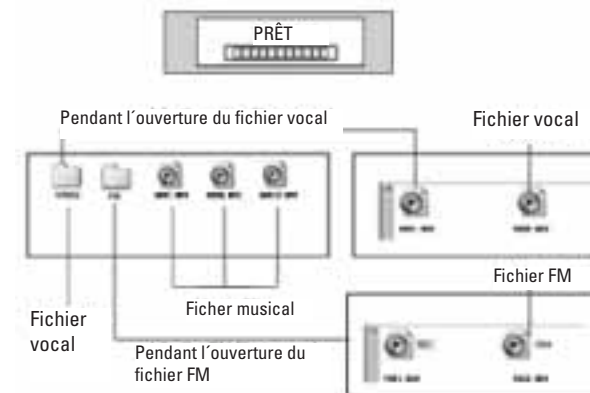 PRÊT
Pendant l´ouverture du fichier vocal
Fichier vocal
Fichier FM
Ficher musical
Fichier
vocal
Pendant l´ouverture du
fichier FM